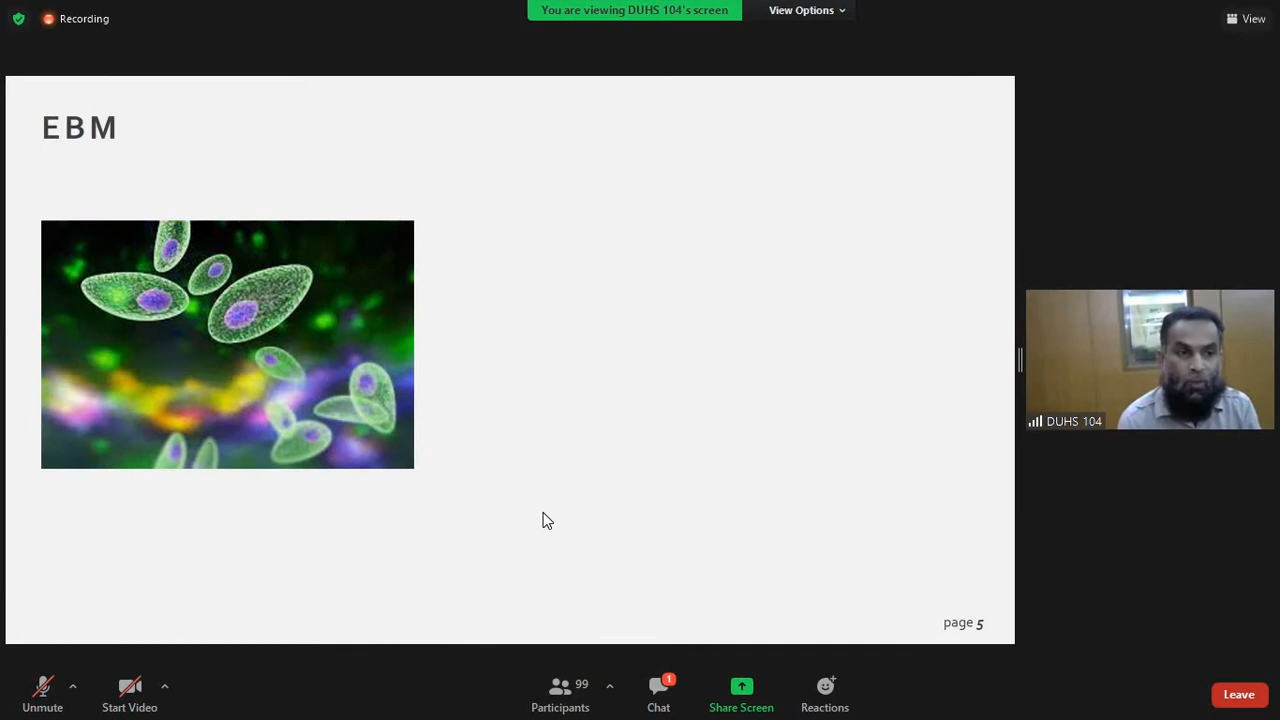 Recording
You are viewing DUHS 104's screen
View Options
View
EBM
DUHS 104
page 5
Unmute
Start Video
99
Participants
1
Chat
Share Screen
Reactions
Leave